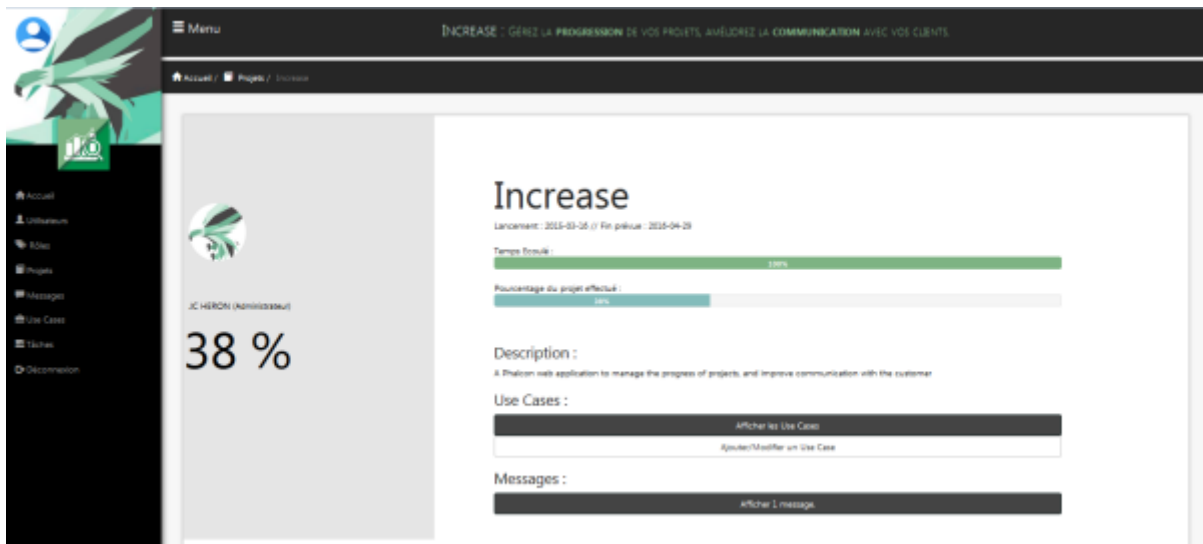 Menu
INCREASE : GÉREZ LA PROGRESSION DE VOS PROJETS, AMÉLIOREZ LA COMMUNICATION AVEC VOS CLIENTS
Accueil / Projets / Increase
Accueil
Utilisateurs
Rôles
Projets
Messages
Use Cases
Tâches
Déconnexion
JC HERON (Administrateur)
38 %
Increase
Lancement : 2015-03-16 // Fin prévue : 2016-04-29
Temps Ecoulé :
100%
Pourcentage du projet effectué :
38%
Description :
A Phalcon web application to manage the progress of projects, and improve communication with the customer
Use Cases :
Afficher les Use Cases
Ajouter/Modifier un Use Case
Messages :
Afficher 1 message.